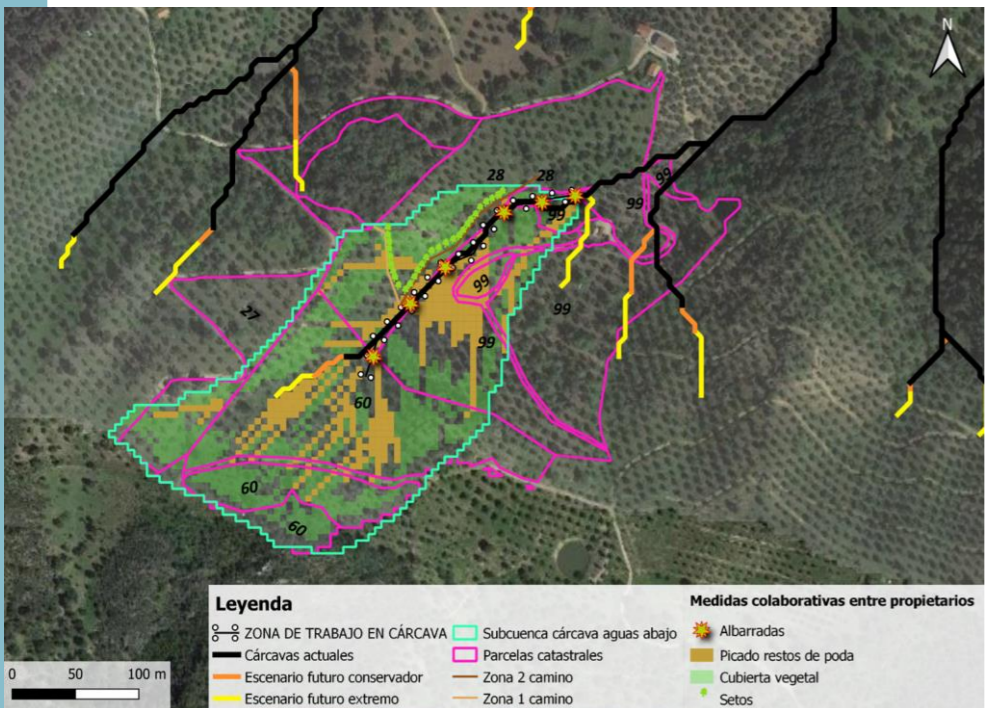 N
28
28
99
99
99
27
99
99
99
60
60
60
Leyenda
ZONA DE TRABAJO EN CÁRCAVA
Cárcavas actuales
Escenario futuro conservador
Escenario futuro extremo
Subcuenca cárcava aguas abajo
Parcelas catastrales
Zona 2 camino
Zona 1 camino
Medidas colaborativas entre propietarios
Albarradas
Picado restos de poda
Cubierta vegetal
Setos
0 50 100 m